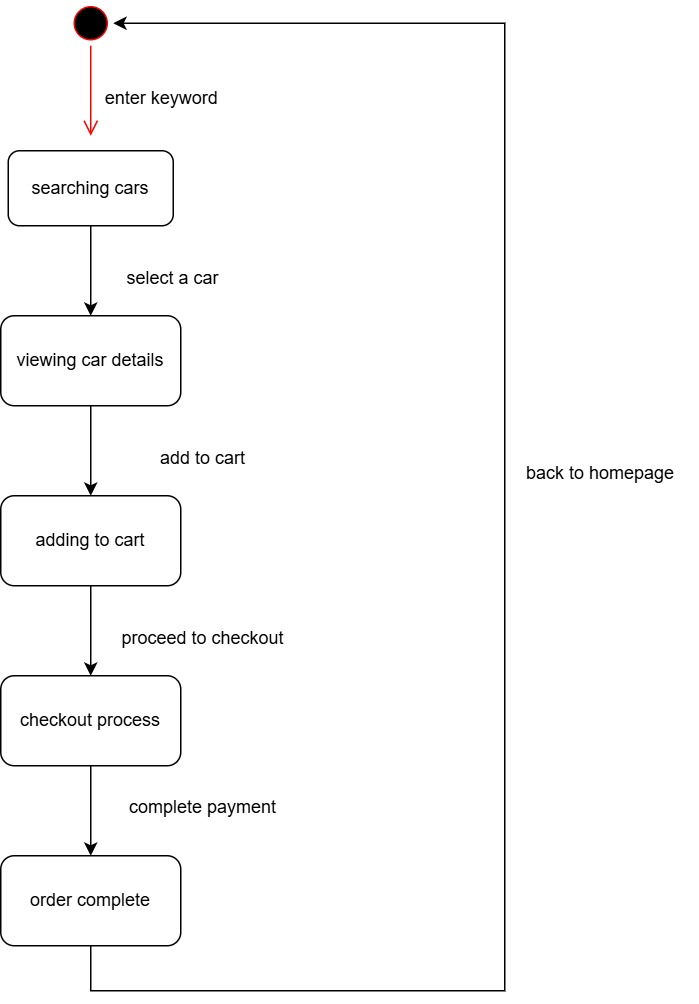 enter keyword
searching cars
select a car
viewing car details
add to cart
back to homepage
adding to cart
proceed to checkout
checkout process
complete payment
order complete